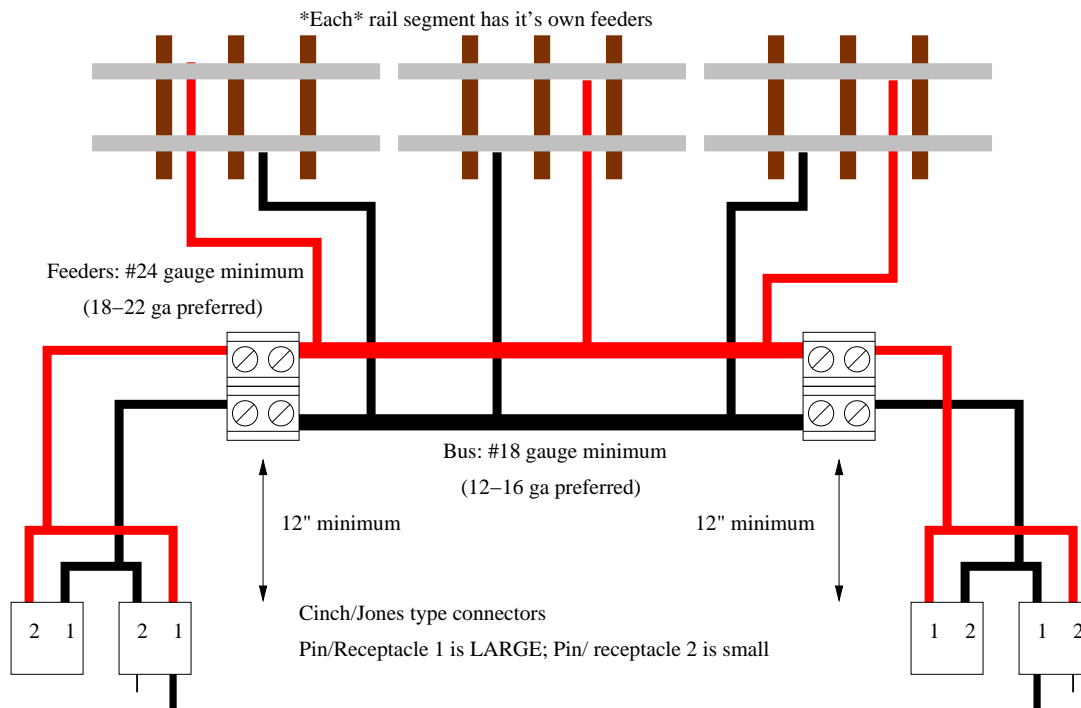 *Each* rail segment has it's own feeders
Feeders: #24 gauge minimum
(18–22 ga preferred)
Bus: #18 gauge minimum
(12–16 ga preferred)
12" minimum
12" minimum
Cinch/Jones type connectors
Pin/Receptacle 1 is LARGE; Pin/ receptacle 2 is small
2 1 2 1 1 2 1 2